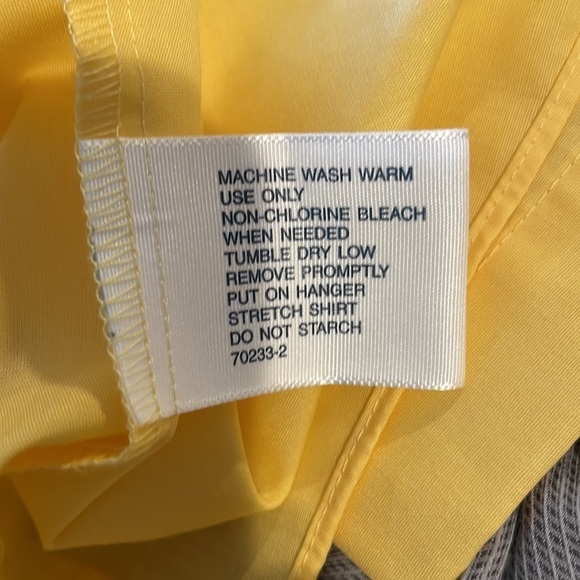 MACHINE WASH WARM
USE ONLY
NON-CHLORINE BLEACH
WHEN NEEDED
TUMBLE DRY LOW
REMOVE PROMPTLY
PUT ON HANGER
STRETCH SHIRT
DO NOT STARCH
70233-2